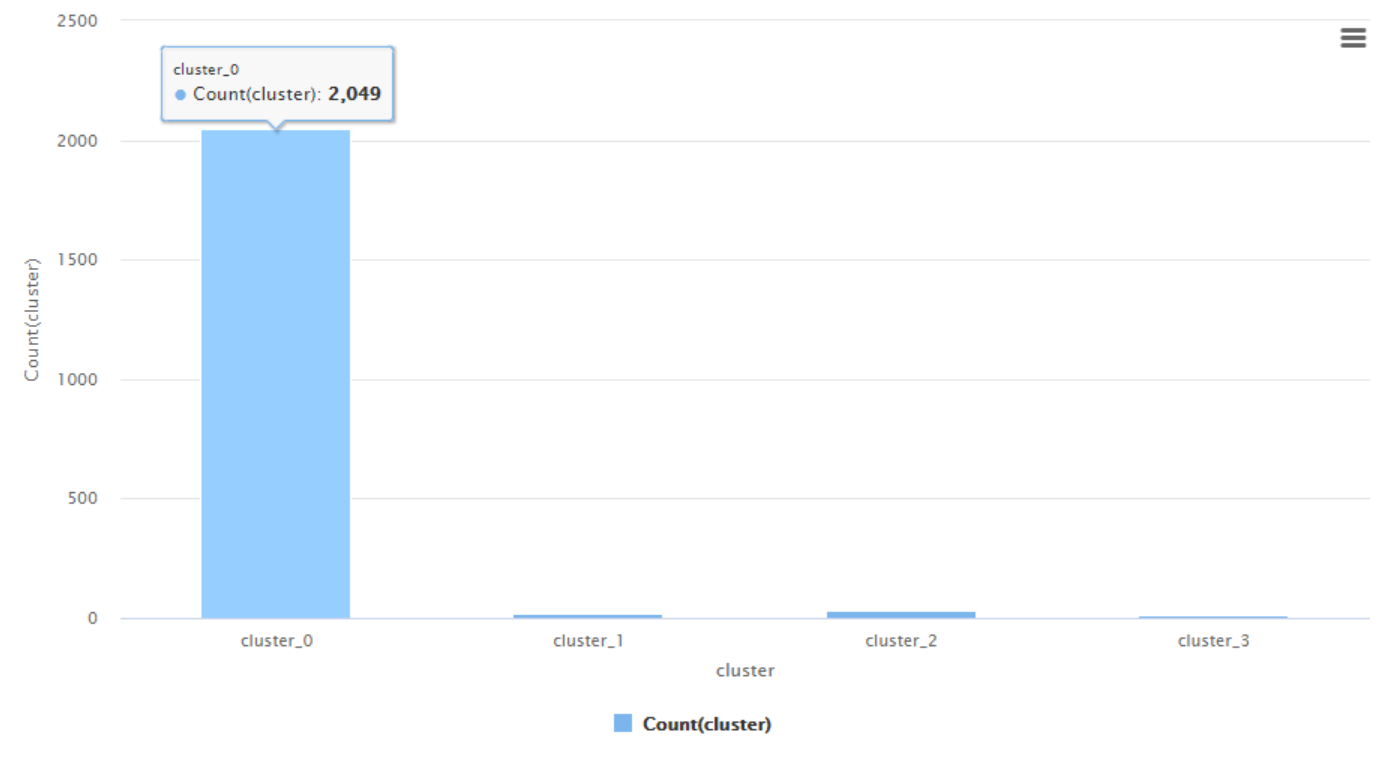 2500
cluster_0
Count(cluster): 2,049
2000
1500
Count(cluster)
1000
500
0
cluster_0 cluster_1 cluster_2 cluster_3
cluster
Count(cluster)